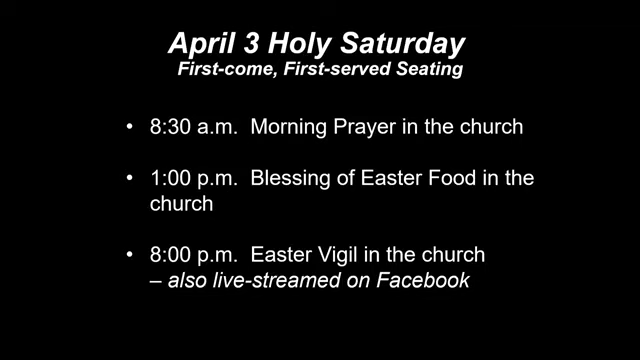 April 3 Holy Saturday
First-come, First-served Seating
• 8:30 a.m.  Morning Prayer in the church
• 1:00 p.m.  Blessing of Easter Food in the
church
• 8:00 p.m.  Easter Vigil in the church
– also live-streamed on Facebook